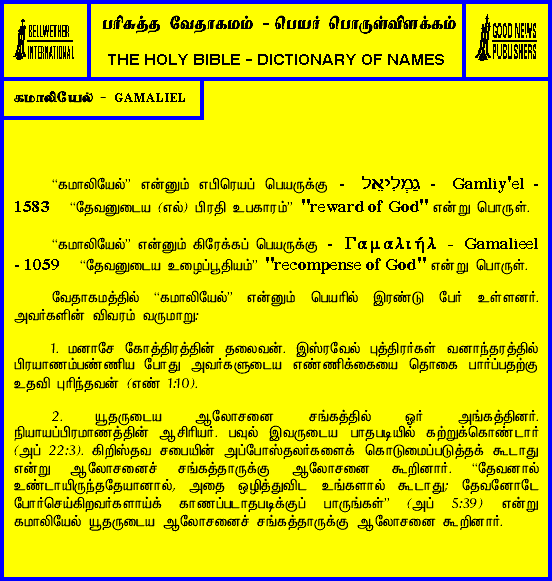 BELLWETHER
INTERNATIONAL
பரிசுத்த வேதாகமம் - பெயர் பொருள்விளக்கம்
THE HOLY BIBLE - DICTIONARY OF NAMES
GOOD NEWS
PUBLISHERS
கமாலியேல் - GAMALIEL
“கமாலியேல்” என்னும் எபிரெயப் பெயருக்கு - גַּמְלִיאֵל - Gamliy'el -
1583 “தேவனுடைய (எல்) பிரதி உபகாரம்” "reward of God" என்று பொருள்.
“கமாலியேல்” என்னும் கிரேக்கப் பெயருக்கு - Γαμαλιήλ - Gamalieel
- 1059 “தேவனுடைய உழைப்பூதியம்” "recompense of God" என்று பொருள்.
வேதாகமத்தில் “கமாலியேல்” என்னும் பெயரில் இரண்டு பேர் உள்ளனர்.
அவர்களின் விவரம் வருமாறு:
1. மனாசே கோத்திரத்தின் தலைவன். இஸ்ரவேல் புத்திரர்கள் வனாந்தரத்தில்
பிரயாணம்பண்ணிய போது அவர்களுடைய எண்ணிக்கையை தொகை பார்ப்பதற்கு
உதவி புரிந்தவன் (எண் 1:10).
2. யூதருடைய ஆலோசனை சங்கத்தில் ஓர் அங்கத்தினர்.
நியாயப்பிரமாணத்தின் ஆசிரியர். பவுல் இவருடைய பாதபடியில் கற்றுக்கொண்டார்
(அப் 22:3). கிறிஸ்தவ சபையின் அப்போஸ்தலர்களைக் கொடுமைப்படுத்தக் கூடாது
என்று ஆலோசனைச் சங்கத்தாருக்கு ஆலோசனை கூறினார். “தேவனால்
உண்டாயிருந்ததேயானால், அதை ஒழித்துவிட உங்களால் கூடாது; தேவனோடே
போர்செய்கிறவர்களாய்க் காணப்படாதபடிக்குப் பாருங்கள்” (அப் 5:39) என்று
கமாலியேல் யூதருடைய ஆலோசனைச் சங்கத்தாருக்கு ஆலோசனை கூறினார்.